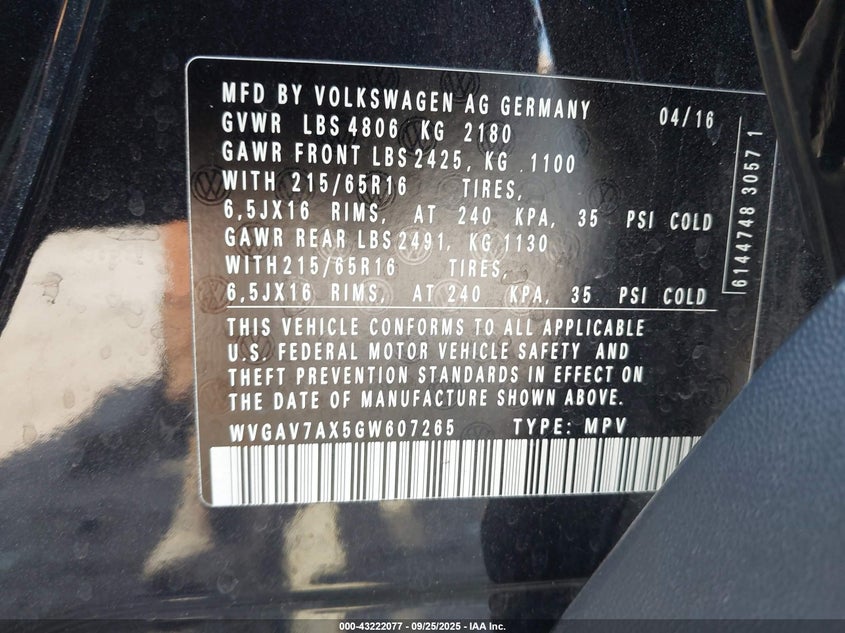 MFD BY VOLKSWAGEN AG GERMANY 04/16
GVWR LBS 4806 KG 2180
GAWR FRONT LBS 2425, KG 1100
WITH 215/65R16 TIRES,
6,5JX16 RIMS, AT 240 KPA, 35 PSI COLD
GAWR REAR LBS 2491, KG 1130
WITH 215/65R16 TIRES,
6,5JX16 RIMS, AT 240 KPA, 35 PSI COLD
THIS VEHICLE CONFORMS TO ALL APPLICABLE
U.S. FEDERAL MOTOR VEHICLE SAFETY AND
THEFT PREVENTION STANDARDS IN EFFECT ON
THE DATE OF MANUFACTURE SHOWN ABOVE.
WVGAV7AX5GW607265 TYPE: MPV
6144748 30571
000-43222077 - 09/25/2025 - IAA Inc.